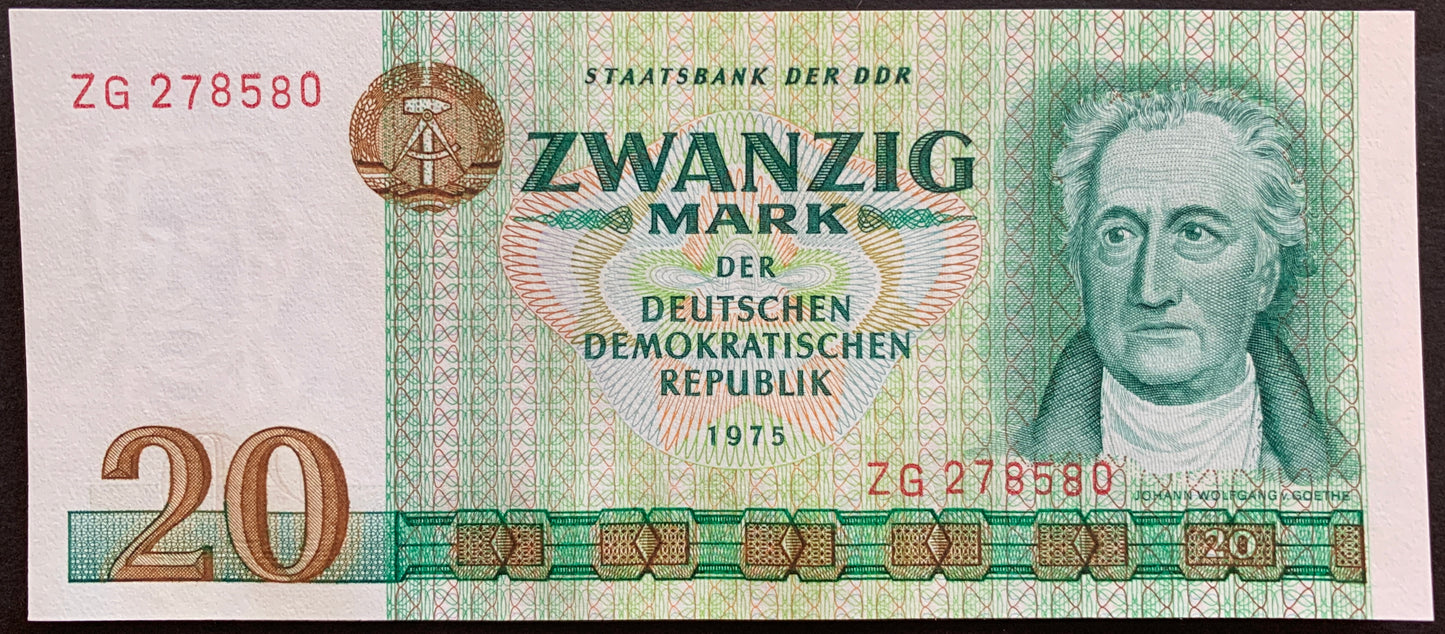 ZG 278580
STAATSBANK DER DDR
ZWANZIG
MARK
DER
DEUTSCHEN
DEMOKRATISCHEN
REPUBLIK
1975
ZG 278580
JOHANN WOLFGANG v. GOETHE
20
20